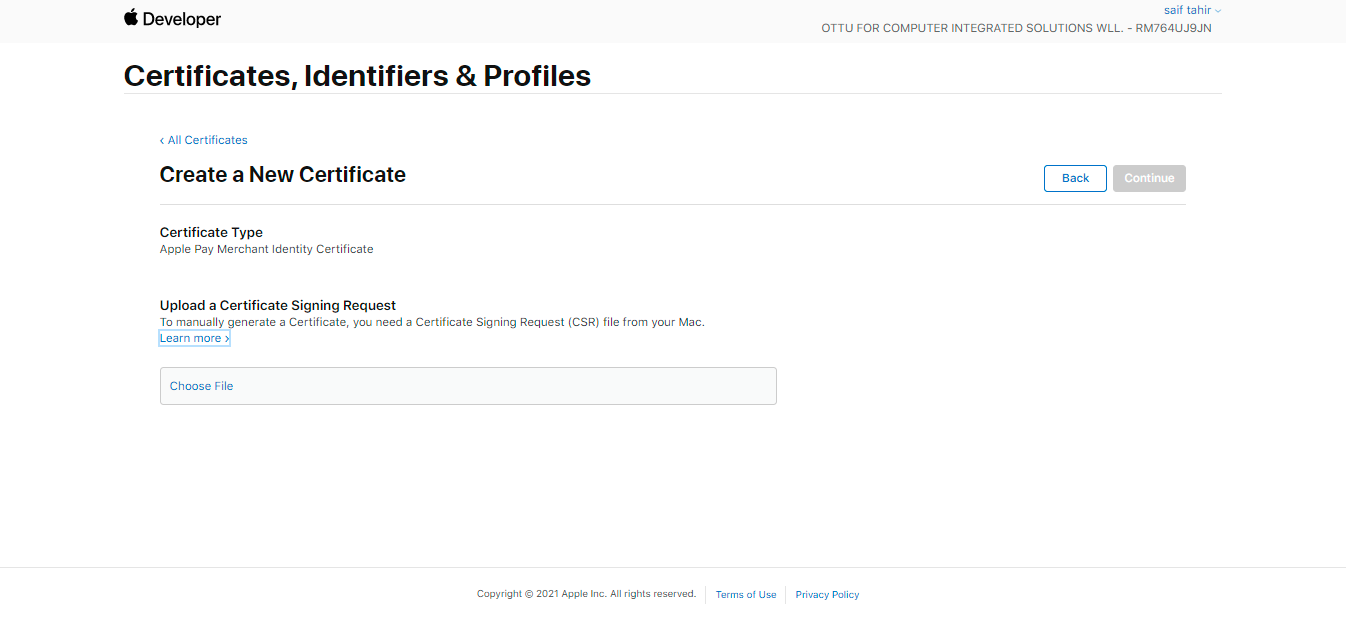 Developer
saif tahir
OTTU FOR COMPUTER INTEGRATED SOLUTIONS WLL. - RM764UJ9JN
Certificates, Identifiers & Profiles
‹ All Certificates
Create a New Certificate
Back
Continue
Certificate Type
Apple Pay Merchant Identity Certificate
Upload a Certificate Signing Request
To manually generate a Certificate, you need a Certificate Signing Request (CSR) file from your Mac.
Learn more ›
Choose File
Copyright © 2021 Apple Inc. All rights reserved.
Terms of Use
Privacy Policy